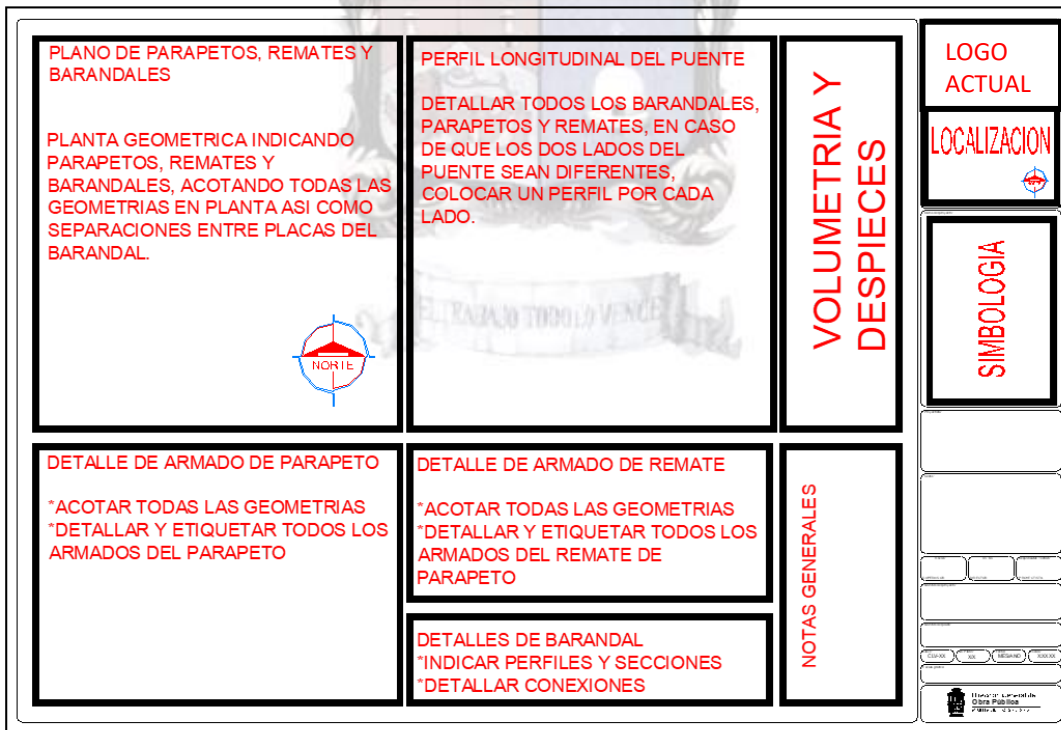 PLANO DE PARAPETOS, REMATES Y
BARANDALES
PLANTA GEOMETRICA INDICANDO
PARAPETOS, REMATES Y
BARANDALES, ACOTANDO TODAS LAS
GEOMETRIAS EN PLANTA ASI COMO
SEPARACIONES ENTRE PLACAS DEL
BARANDAL.
NORTE
PERFIL LONGITUDINAL DEL PUENTE
DETALLAR TODOS LOS BARANDALES,
PARAPETOS Y REMATES, EN CASO
DE QUE LOS DOS LADOS DEL
PUENTE SEAN DIFERENTES,
COLOCAR UN PERFIL POR CADA
LADO.
EL TRABAJO TODO LO VENCE
VOLUMETRIA Y
DESPIECES
DETALLE DE ARMADO DE PARAPETO
*ACOTAR TODAS LAS GEOMETRIAS
*DETALLAR Y ETIQUETAR TODOS LOS
ARMADOS DEL PARAPETO
DETALLE DE ARMADO DE REMATE
*ACOTAR TODAS LAS GEOMETRIAS
*DETALLAR Y ETIQUETAR TODOS LOS
ARMADOS DEL REMATE DE
PARAPETO
DETALLES DE BARANDAL
*INDICAR PERFILES Y SECCIONES
*DETALLAR CONEXIONES
NOTAS GENERALES
LOGO
ACTUAL
LOCALIZACION
SIMBOLOGIA
Obra Pública